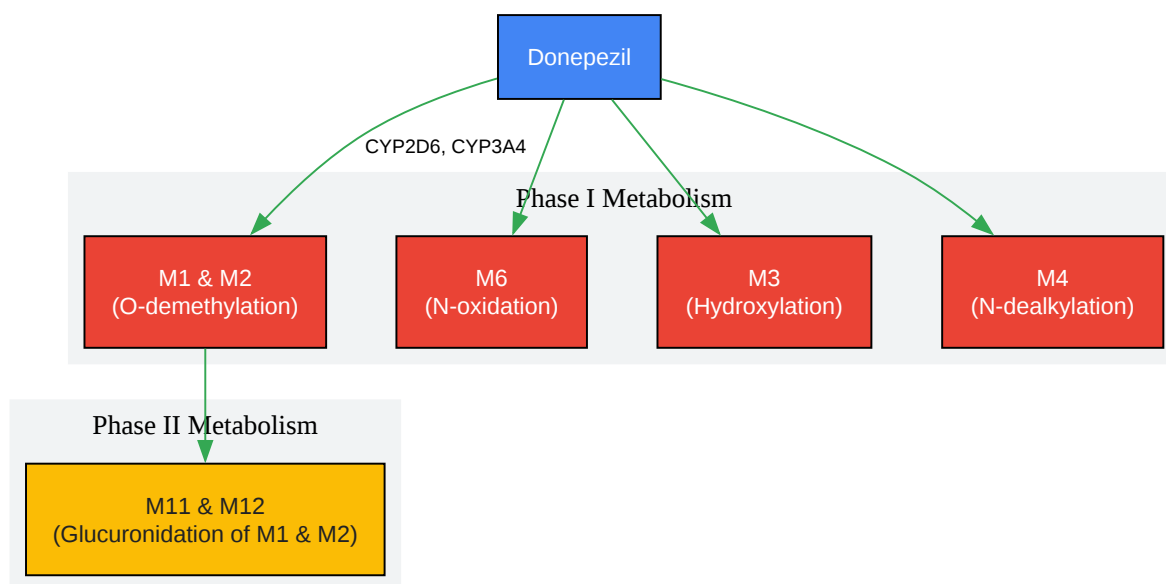 Donepezil
CYP2D6, CYP3A4
Phase I Metabolism
M1 & M2
(O-demethylation)
M6
(N-oxidation)
M3
(Hydroxylation)
M4
(N-dealkylation)
Phase II Metabolism
M11 & M12
(Glucuronidation of M1 & M2)